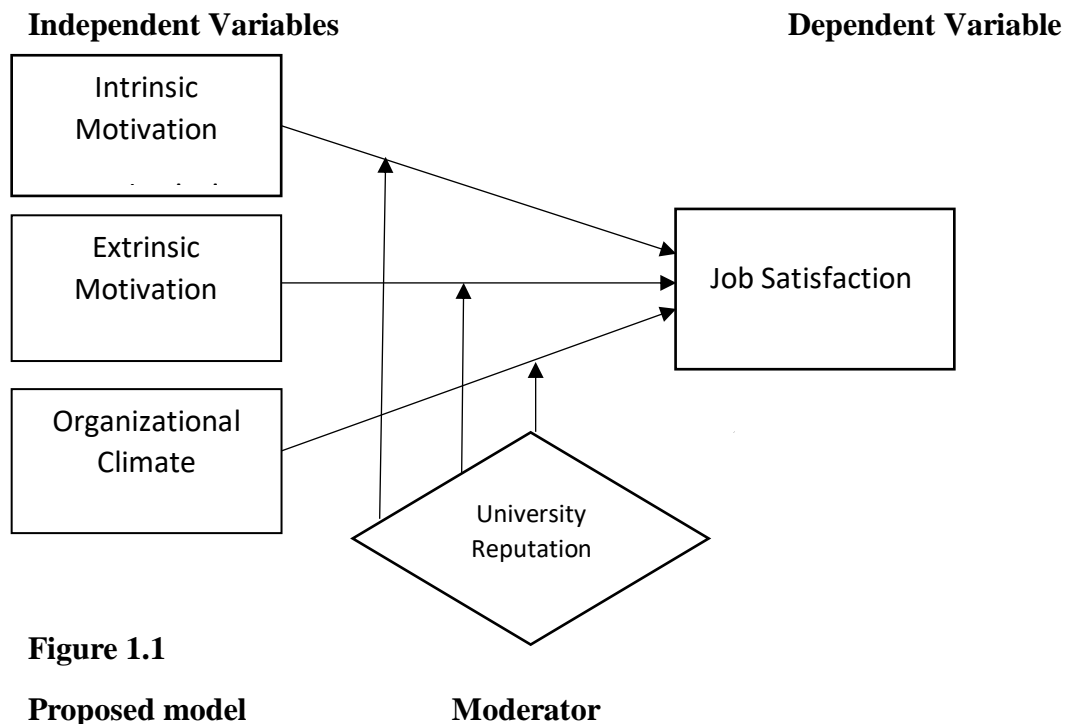 Independent Variables
Dependent Variable
Intrinsic
Motivation
Extrinsic
Motivation
Job Satisfaction
Organizational
Climate
University
Reputation
Figure 1.1
Proposed model
Moderator